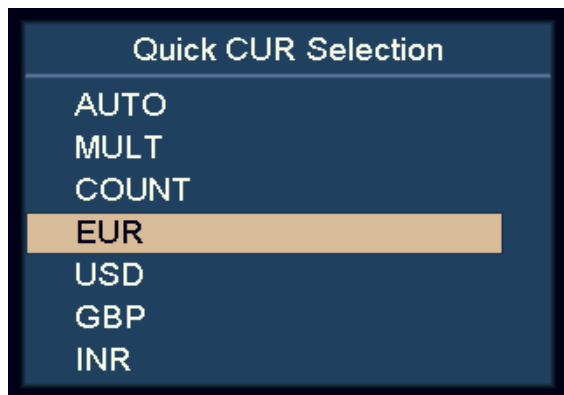 Quick CUR Selection
AUTO
MULT
COUNT
EUR
USD
GBP
INR